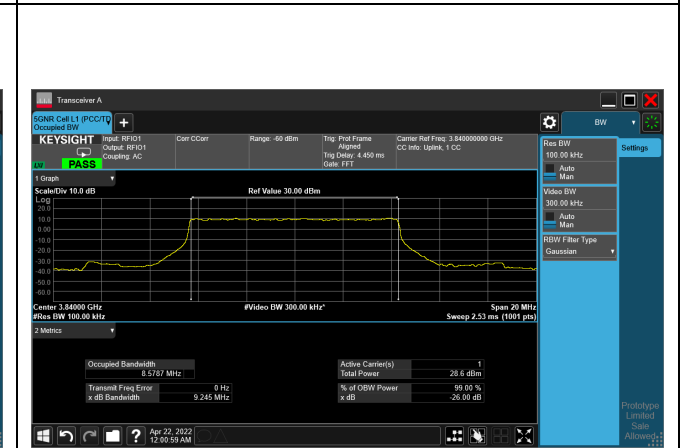 Transceiver A
5GNR Cell L1 (PCC/TD
Occupied BW
+
BW
KEYSIGHT
Input: RFIO1
Output: RFIO1
Coupling: AC
Corr CCorr
Range: -60 dBm
Trig: Prot Frame
Aligned
Trig Delay: 4.450 ms
Gate: FFT
Carrier Ref Freq: 3.840000000 GHz
CC Info: Uplink, 1 CC
PASS
Res BW
100.00 kHz
Auto
Man
Settings
Video BW
300.00 kHz
Auto
Man
RBW Filter Type
Gaussian
1 Graph
Scale/Div 10.0 dB
Ref Value 30.00 dBm
Log
20.0
10.0
0.00
-10.0
-20.0
-30.0
-40.0
-50.0
-60.0
Center 3.84000 GHz
#Video BW 300.00 kHz*
Span 20 MHz
#Res BW 100.00 kHz
Sweep 2.53 ms (1001 pts)
2 Metrics
Occupied Bandwidth
8.5787 MHz
Active Carrier(s) 1
Total Power 28.6 dBm
Transmit Freq Error 0 Hz
x dB Bandwidth 9.245 MHz
% of OBW Power 99.00 %
x dB -26.00 dB
Prototype
Limited
Sale
Allowed
?
Apr 22, 2022
12:00:59 AM